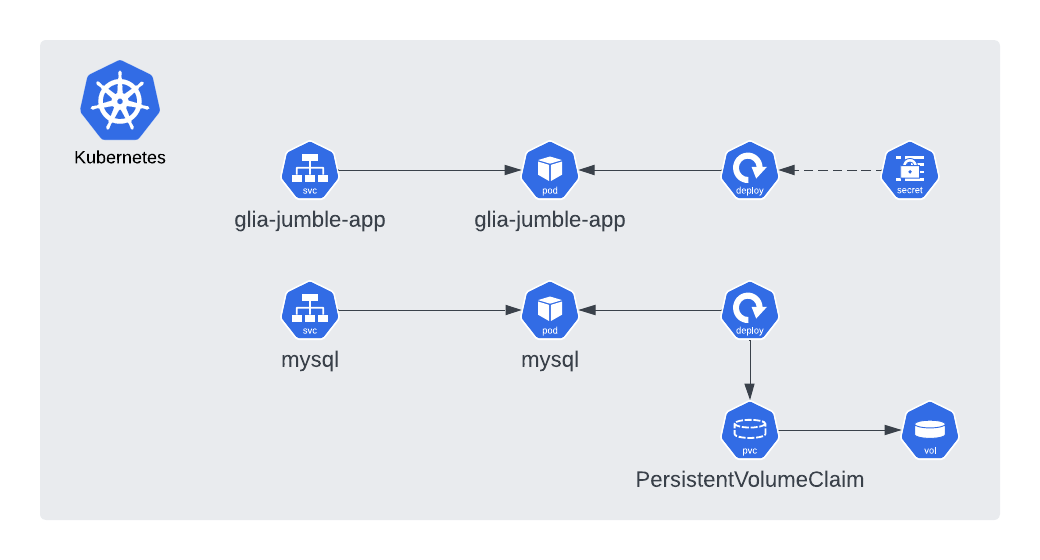 Kubernetes
svc
pod
deploy
secret
glia-jumble-app
glia-jumble-app
svc
pod
deploy
mysql
mysql
pvc
vol
PersistentVolumeClaim